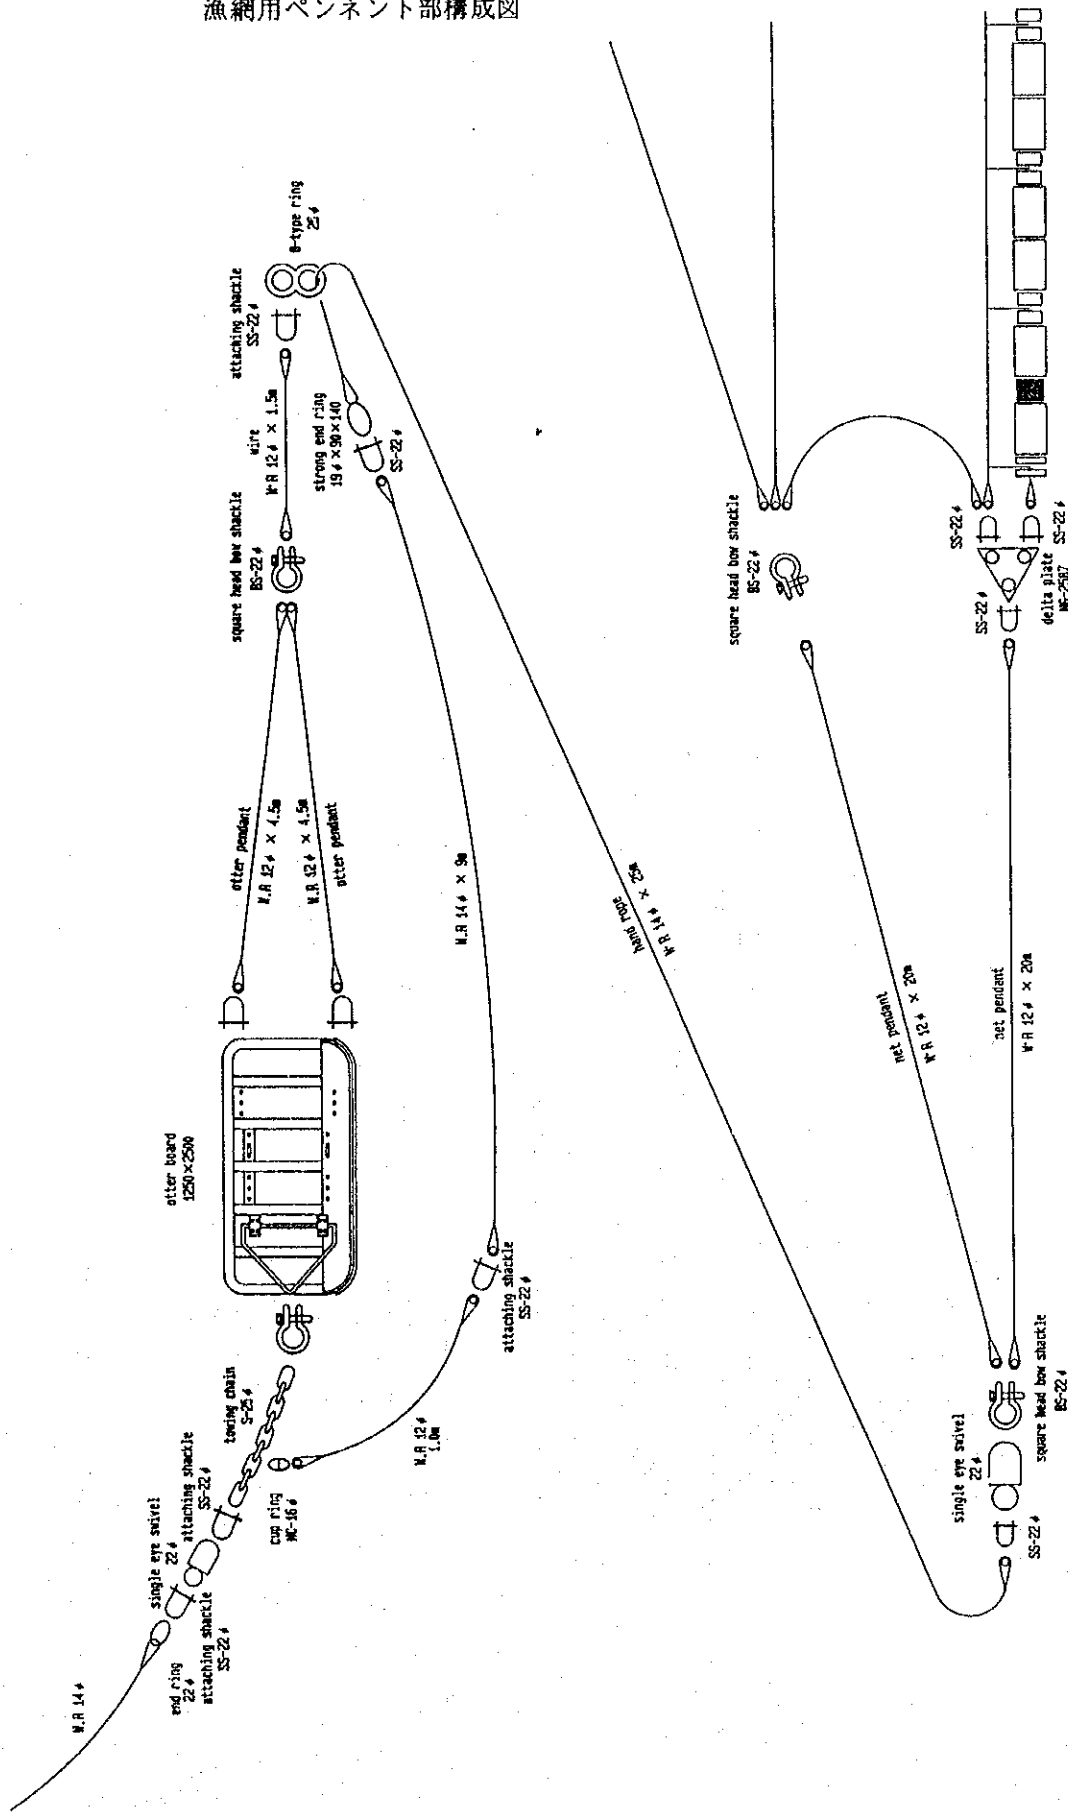 漁網用ペンネント部構成図
8-type ring
25φ
attaching shackle
SS-22φ
wire
W·R 12φ × 1.5m
strong end ring
19φ×90×140
SS-22φ
square head bow shackle
BS-22φ
otter pendant
W.R 12φ × 4.5m
W.R 12φ × 4.5m
otter pendant
W.R 14φ × 9m
hand rope
W·R 14φ × 25m
otter board
1250×2500
attaching shackle
SS-22φ
towing chain
S-25φ
W.R 12φ
1.0m
cup ring
MC-16φ
attaching shackle
SS-22φ
single eye swivel
22φ
attaching shackle
SS-22φ
end ring
22φ
W.R 14φ
square head bow shackle
BS-22φ
SS-22φ
SS-22φ
SS-22φ
delta plate
net pendant
W·R 12φ × 20m
net pendant
W·R 12φ × 20m
square head bow shackle
BS-22φ
single eye swivel
22φ
SS-22φ